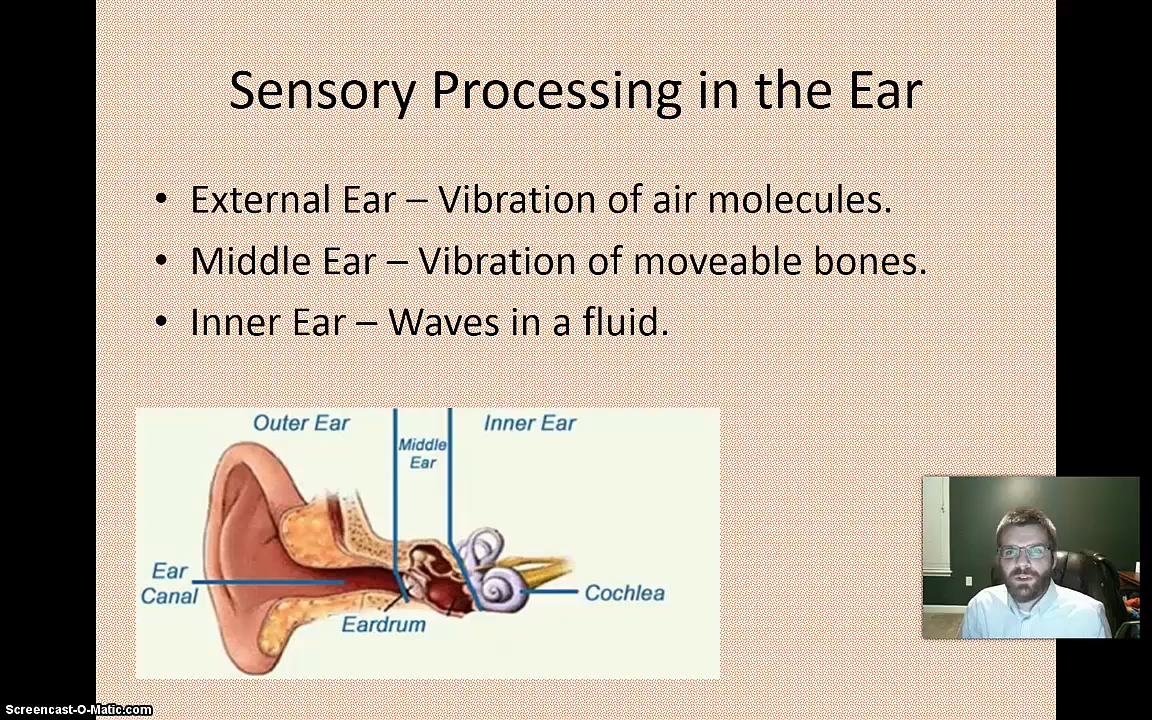 Sensory Processing in the Ear
• External Ear – Vibration of air molecules.
• Middle Ear – Vibration of moveable bones.
• Inner Ear – Waves in a fluid.
Outer Ear
Middle
Ear
Inner Ear
Ear
Canal
Eardrum
Cochlea
Screencast-O-Matic.com